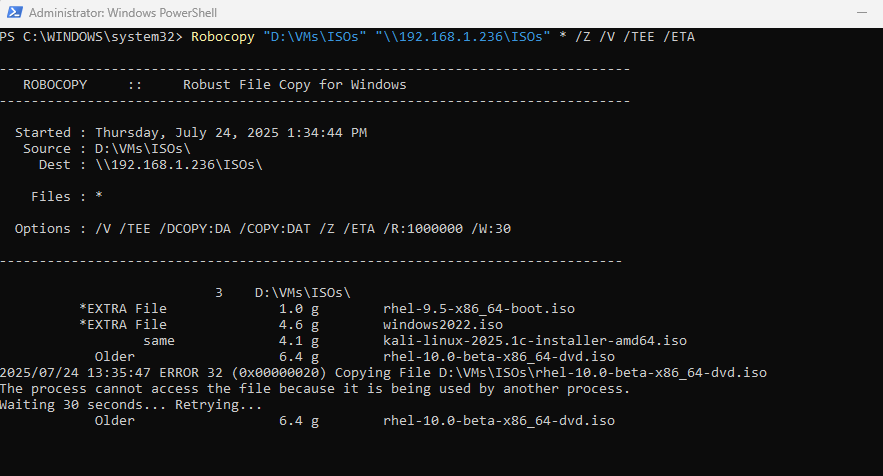 Administrator: Windows PowerShell
PS C:\WINDOWS\system32> Robocopy "D:\VMs\ISOs" "\\192.168.1.236\ISOs" * /Z /V /TEE /ETA
-------------------------------------------------------------------------------
ROBOCOPY     ::     Robust File Copy for Windows
-------------------------------------------------------------------------------
Started : Thursday, July 24, 2025 1:34:44 PM
Source : D:\VMs\ISOs\
Dest : \\192.168.1.236\ISOs\
Files : *
Options : /V /TEE /DCOPY:DA /COPY:DAT /Z /ETA /R:1000000 /W:30
------------------------------------------------------------------------------
3    D:\VMs\ISOs\
*EXTRA File    1.0 g    rhel-9.5-x86_64-boot.iso
*EXTRA File    4.6 g    windows2022.iso
same    4.1 g    kali-linux-2025.1c-installer-amd64.iso
Older    6.4 g    rhel-10.0-beta-x86_64-dvd.iso
2025/07/24 13:35:47 ERROR 32 (0x00000020) Copying File D:\VMs\ISOs\rhel-10.0-beta-x86_64-dvd.iso
The process cannot access the file because it is being used by another process.
Waiting 30 seconds... Retrying...
Older    6.4 g    rhel-10.0-beta-x86_64-dvd.iso